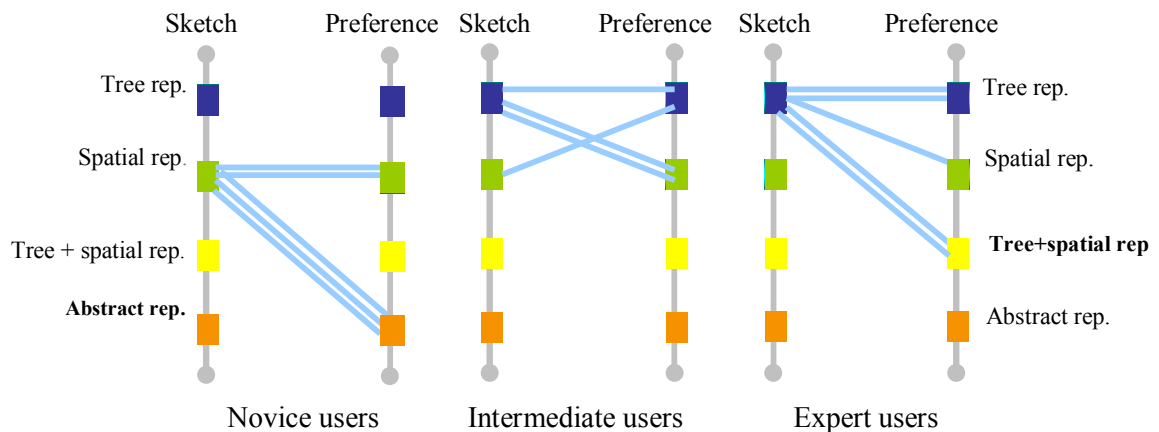 Sketch Preference Sketch Preference Sketch Preference
Tree rep. Tree rep.
Spatial rep. Spatial rep.
Tree + spatial rep. Tree+spatial rep
Abstract rep. Abstract rep.
Novice users Intermediate users Expert users